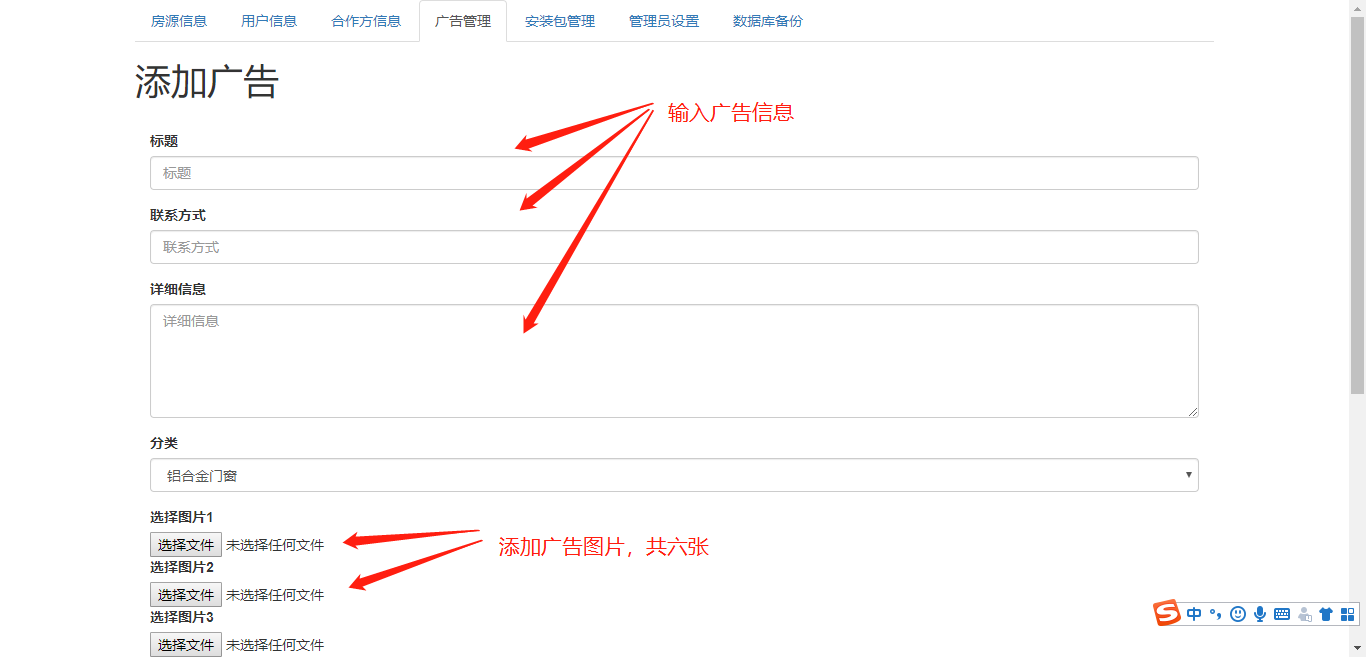 房源信息 用户信息 合作方信息 广告管理 安装包管理 管理员设置 数据库备份
添加广告
输入广告信息
标题
标题
联系方式
联系方式
详细信息
详细信息
分类
铝合金门窗
选择图片1
选择文件 未选择任何文件
添加广告图片，共六张
选择图片2
选择文件 未选择任何文件
选择图片3
选择文件 未选择任何文件
S 中